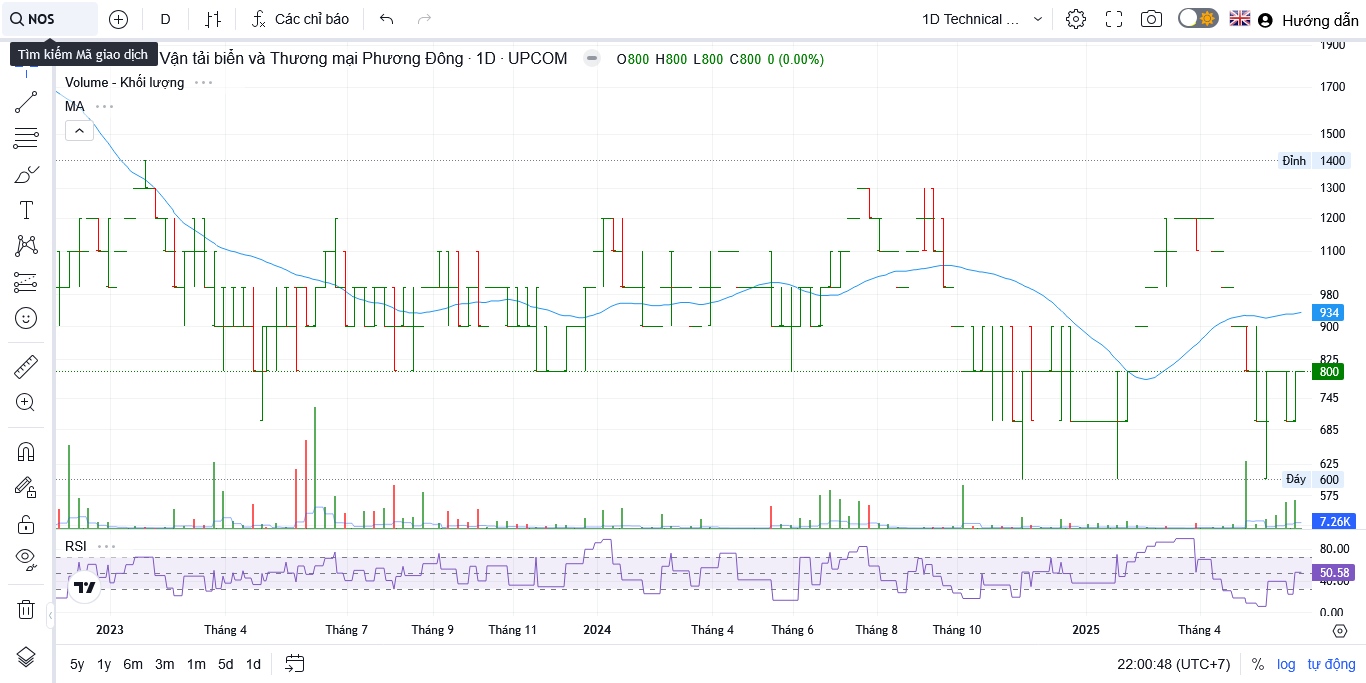 NOS
D
Các chỉ báo
1D Technical ...
Hướng dẫn
Tìm kiếm Mã giao dịch
Vận tải biển và Thương mại Phương Đông · 1D · UPCOM
O800 H800 L800 C800 0 (0.00%)
Volume - Khối lượng
MA
1900
1700
1500
Đỉnh 1400
1300
1200
1100
980
934
900
825
800
745
685
625
Đáy 600
575
7.26K
RSI
80.00
50.58
40.00
0.00
2023 Tháng 4 Tháng 7 Tháng 9 Tháng 11 2024 Tháng 4 Tháng 6 Tháng 8 Tháng 10 2025 Tháng 4
5y 1y 6m 3m 1m 5d 1d
22:00:48 (UTC+7) % log tự động